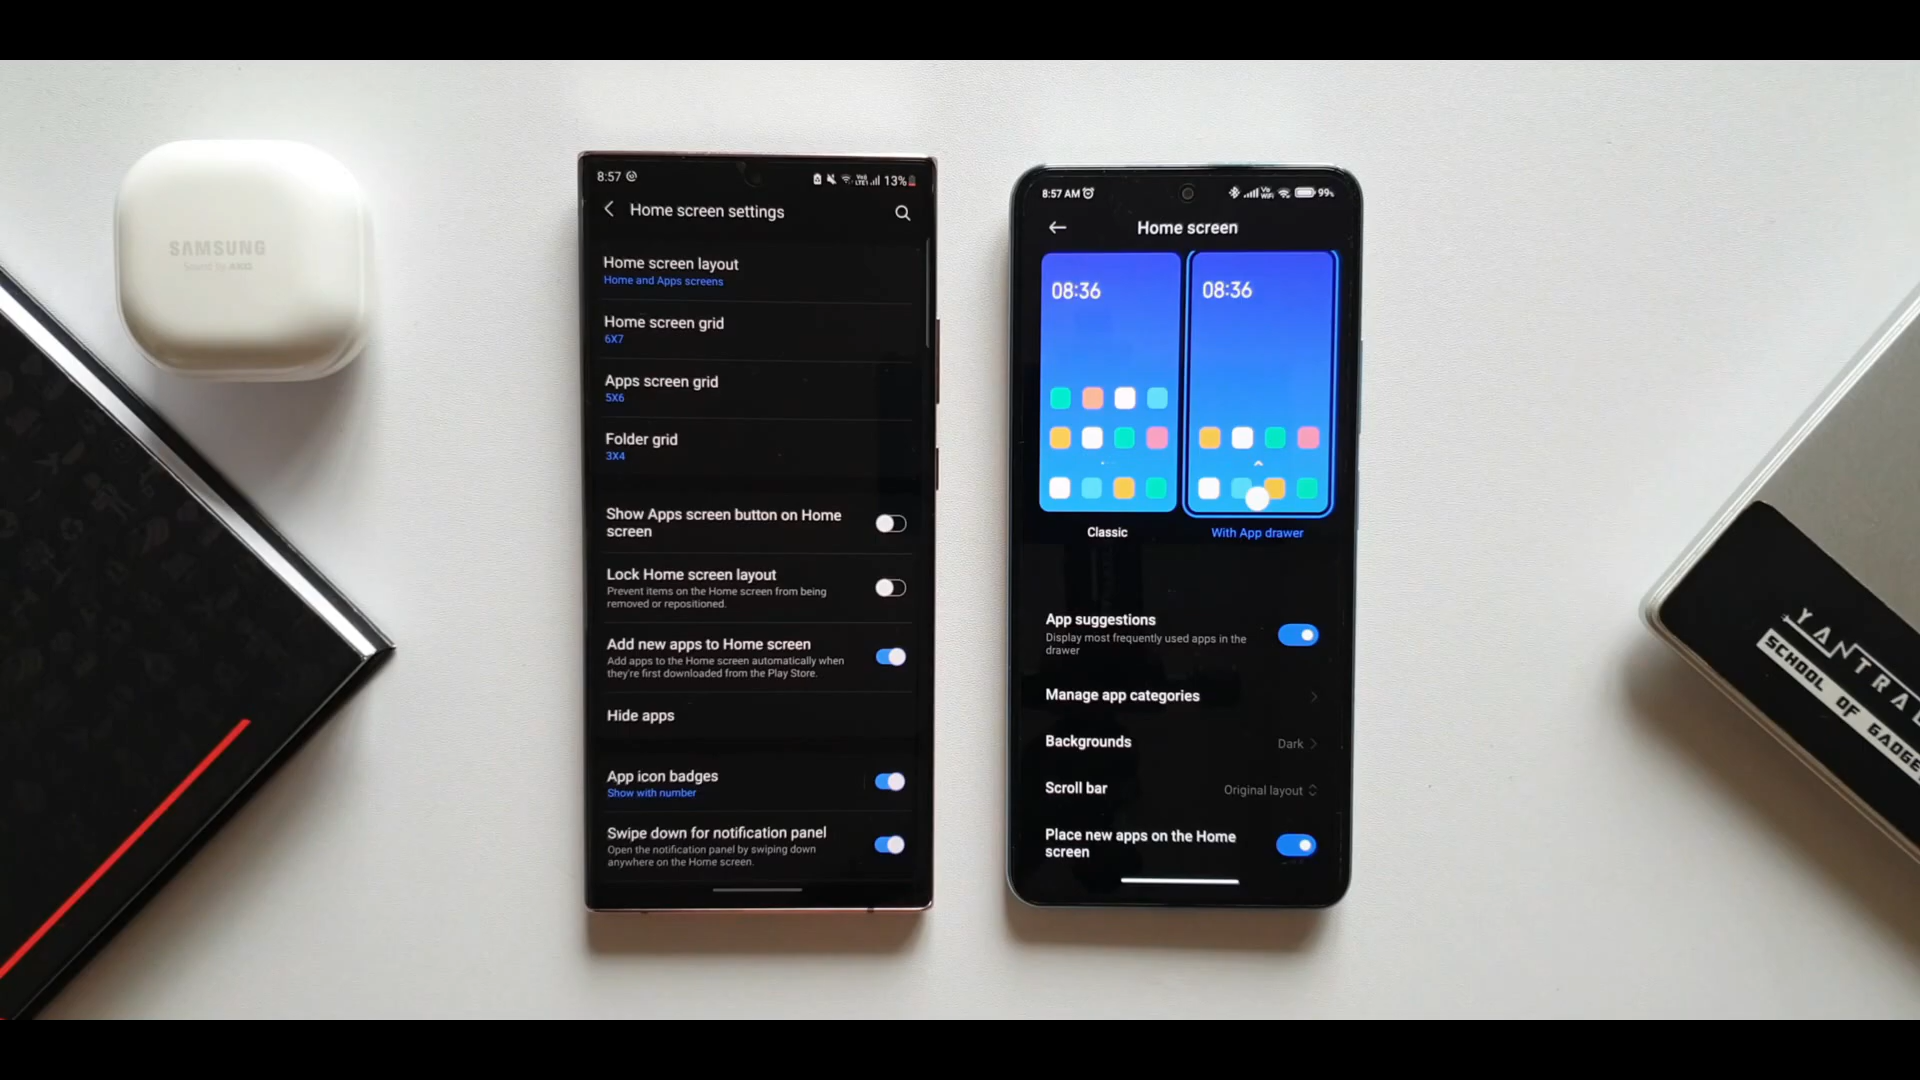 SAMSUNG
Sound by AKG
8:57
13%
Home screen settings
Home screen layout
Home and Apps screens
Home screen grid
6X7
Apps screen grid
5X6
Folder grid
3X4
Show Apps screen button on Home
screen
Lock Home screen layout
Prevent items on the Home screen from being
removed or repositioned.
Add new apps to Home screen
Add apps to the Home screen automatically when
they're first downloaded from the Play Store.
Hide apps
App icon badges
Show with number
Swipe down for notification panel
Open the notification panel by swiping down
anywhere on the Home screen.
8:57 AM
99%
Home screen
08:36
08:36
Classic
With App drawer
App suggestions
Display most frequently used apps in the
drawer
Manage app categories
Backgrounds
Dark
Scroll bar
Original layout
Place new apps on the Home
screen
YANTRA
SCHOOL OF GADGE